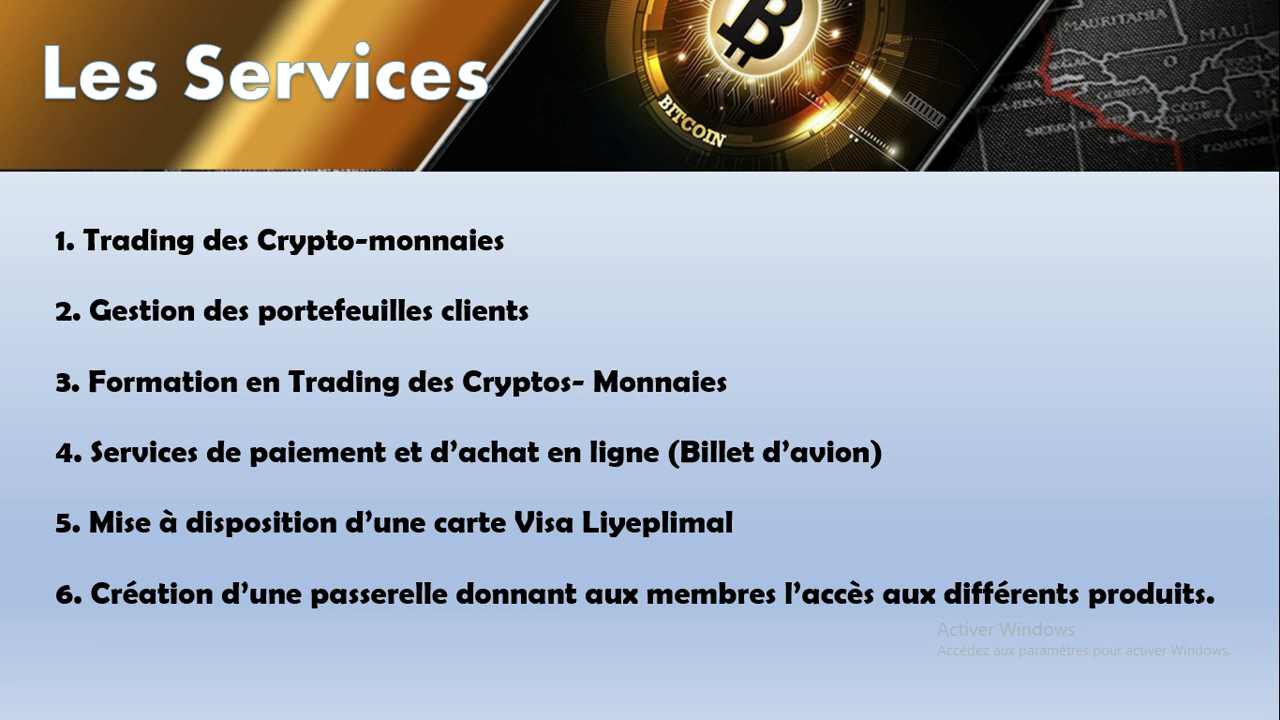 Les Services
BITCOIN
MAURITANIA
MALI
SIERRA
CÔTE
D'IVOIRE
1. Trading des Crypto-monnaies
2. Gestion des portefeuilles clients
3. Formation en Trading des Cryptos- Monnaies
4. Services de paiement et d’achat en ligne (Billet d’avion)
5. Mise à disposition d’une carte Visa Liyeplimal
6. Création d’une passerelle donnant aux membres l’accès aux différents produits.
Activer Windows
Accédez aux paramètres pour activer Windows.